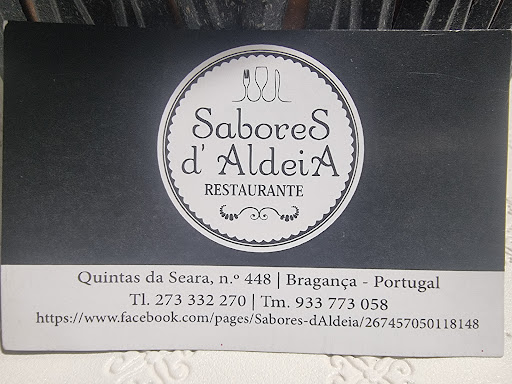 SaboreS
d' AldeiA
RESTAURANTE
Quintas da Seara, n.º 448 | Bragança - Portugal
Tl. 273 332 270 | Tm. 933 773 058
https://www.facebook.com/pages/Sabores-dAldeia/267457050118148